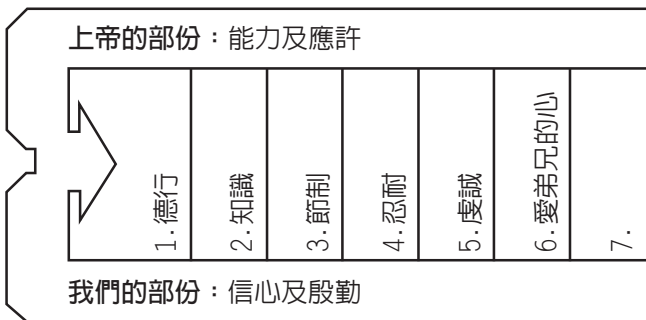 上帝的部份：能力及應許
1.德行
2.知識
3.節制
4.忍耐
5.虔誠
6.愛弟兄的心
7.
我們的部份：信心及殷勤